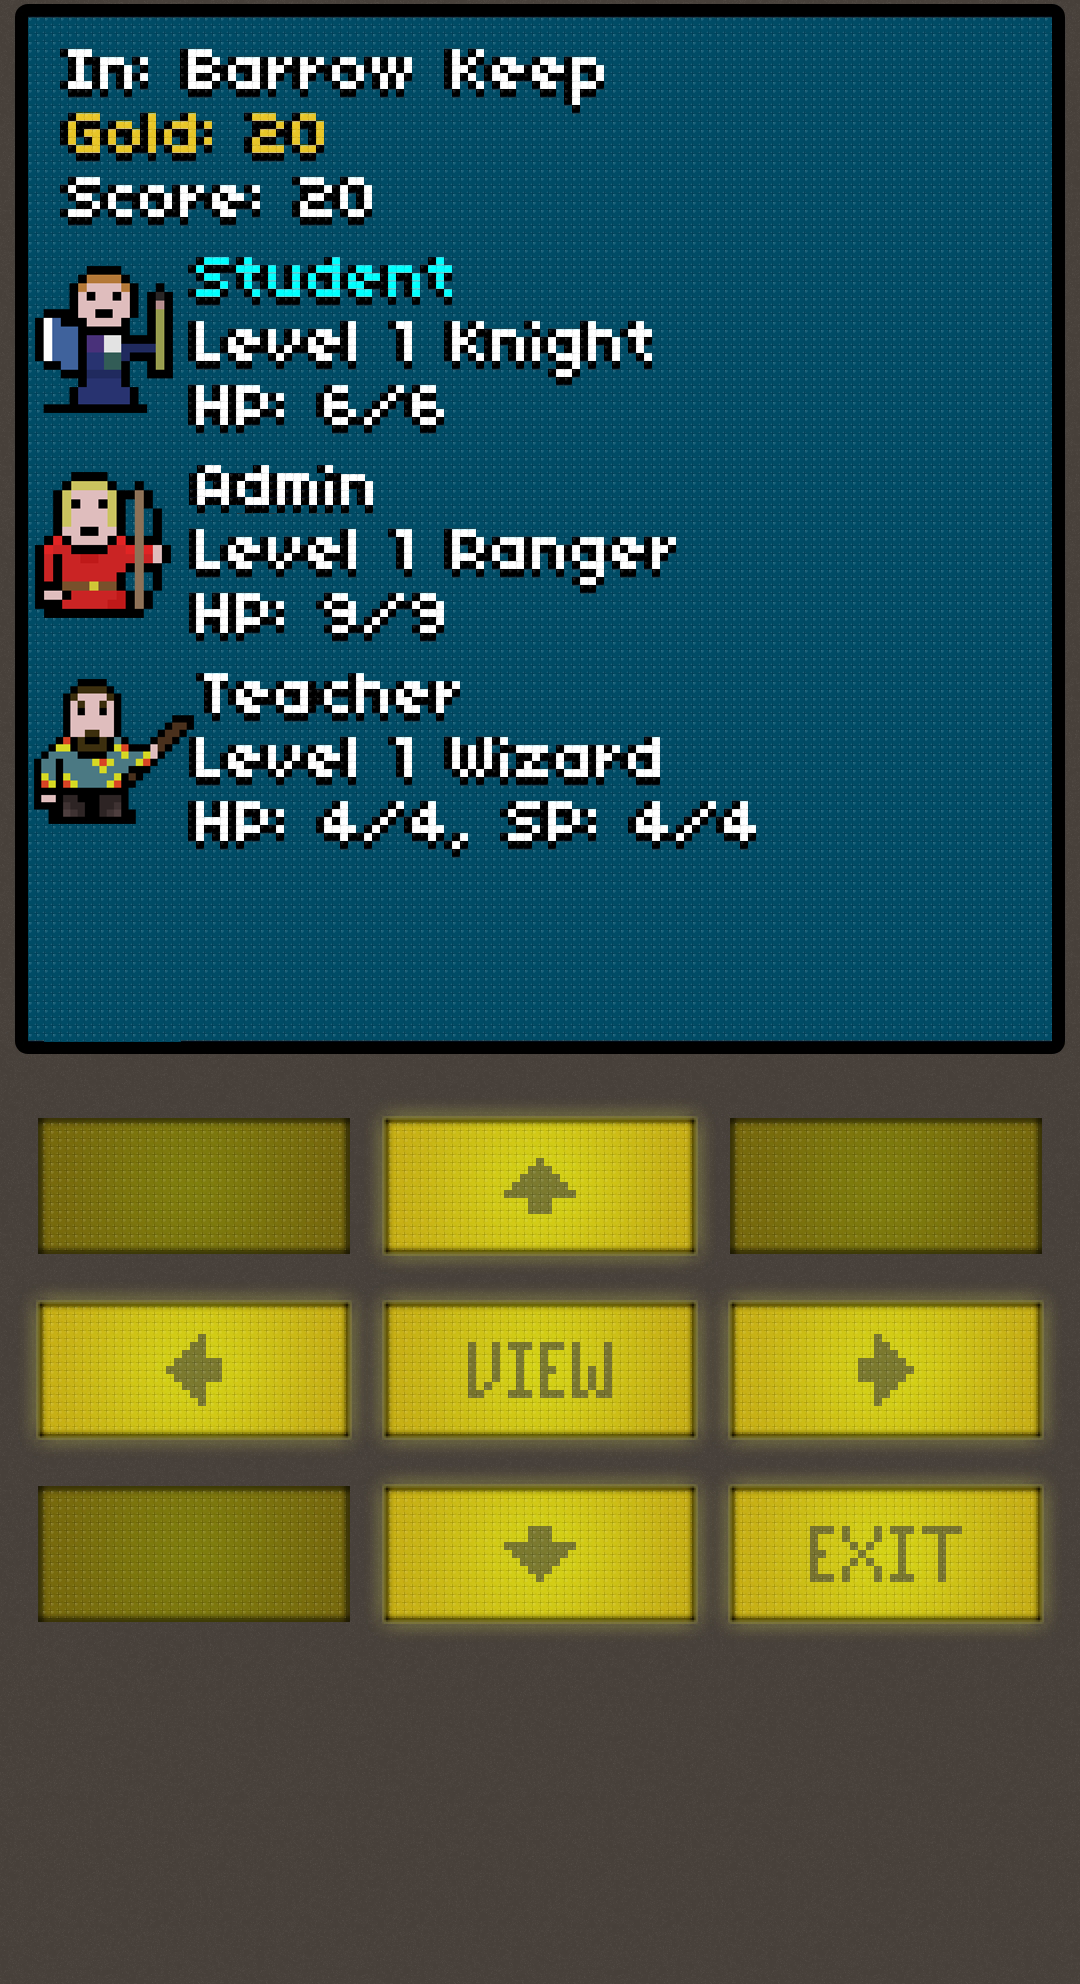 In: Barrow Keep
Gold: 20
Score: 20
Student
Level 1 Knight
HP: 6/6
Admin
Level 1 Ranger
HP: 9/9
Teacher
Level 1 Wizard
HP: 4/4, SP: 4/4
VIEW
EXIT